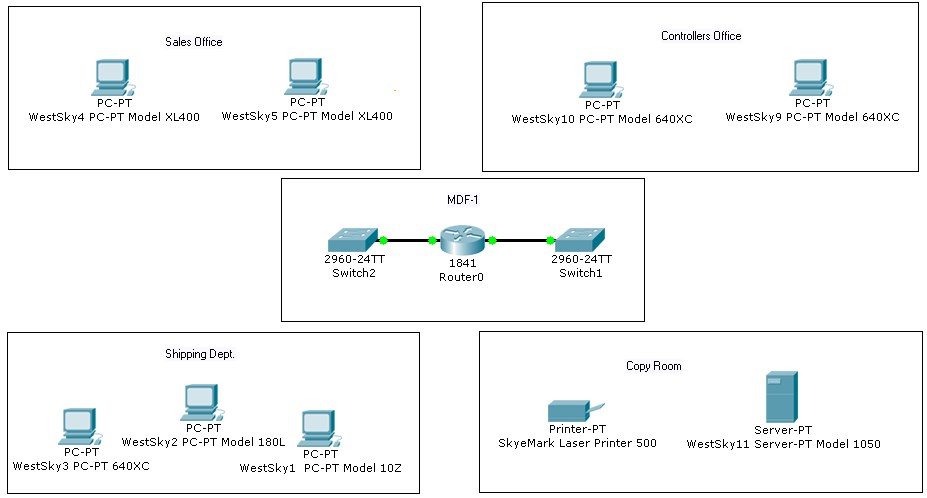 Sales Office
PC-PT
WestSky4 PC-PT Model XL400
PC-PT
WestSky5 PC-PT Model XL400
Controllers Office
PC-PT
WestSky10 PC-PT Model 640XC
PC-PT
WestSky9 PC-PT Model 640XC
MDF-1
2960-24TT
Switch2
1841
Router0
2960-24TT
Switch1
Shipping Dept.
PC-PT
WestSky3 PC-PT 640XC
PC-PT
WestSky2 PC-PT Model 180L
PC-PT
WestSky1 PC-PT Model 10Z
Copy Room
Printer-PT
SkyeMark Laser Printer 500
Server-PT
WestSky11 Server-PT Model 1050